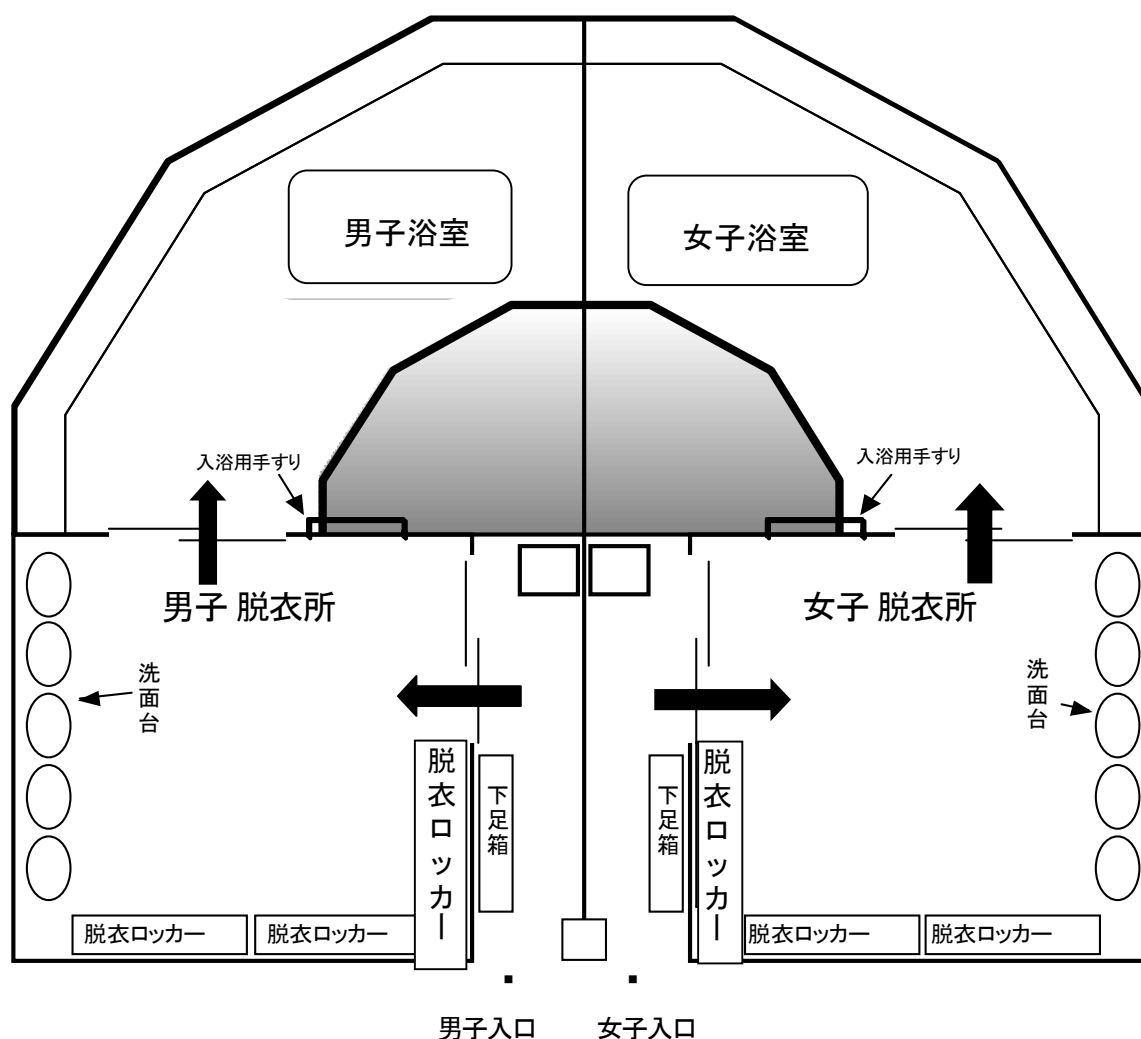 男子浴室
女子浴室
入浴用手すり
入浴用手すり
男子 脱衣所
女子 脱衣所
洗面台
洗面台
脱衣ロッカー
下足箱
下足箱
脱衣ロッカー
脱衣ロッカー
脱衣ロッカー
脱衣ロッカー
脱衣ロッカー
男子入口
女子入口